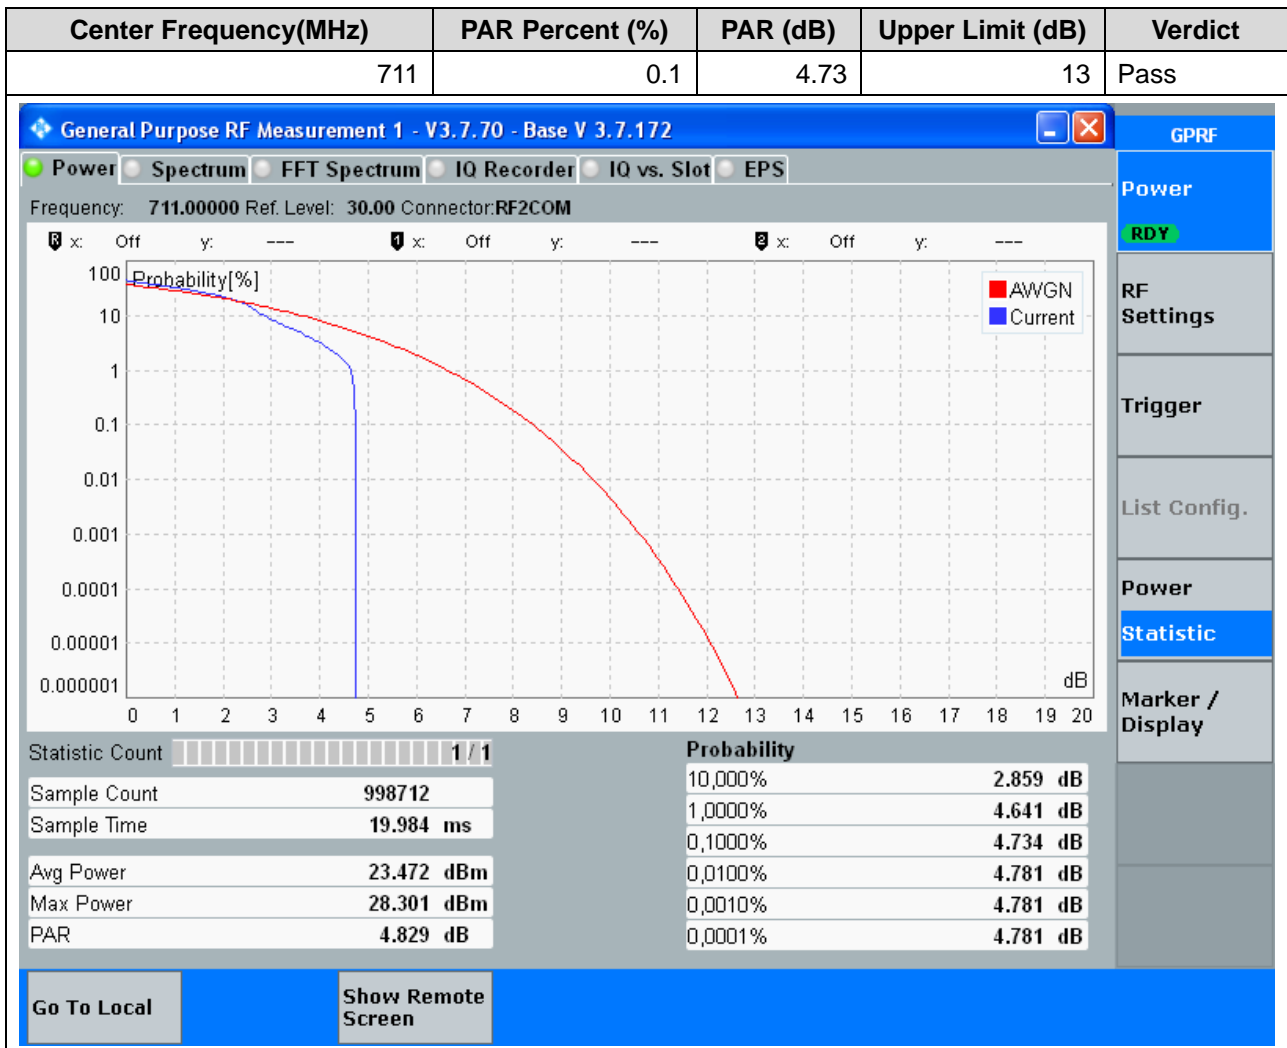 Center Frequency(MHz) PAR Percent (%) PAR (dB) Upper Limit (dB) Verdict
711 0.1 4.73 13 Pass
General Purpose RF Measurement 1 - V3.7.70 - Base V 3.7.172
GPRF
Power Spectrum FFT Spectrum IQ Recorder IQ vs. Slot EPS
Power
RDY
Frequency: 711.00000 Ref. Level: 30.00 Connector:RF2COM
R x: Off y: --- 1 x: Off y: --- 2 x: Off y: ---
Probability[%]
AWGN
Current
100
10
1
0.1
0.01
0.001
0.0001
0.00001
0.000001
dB
0 1 2 3 4 5 6 7 8 9 10 11 12 13 14 15 16 17 18 19 20
RF
Settings
Trigger
List Config.
Power
Statistic
Marker /
Display
Statistic Count 1 / 1
Sample Count 998712
Sample Time 19.984 ms
Avg Power 23.472 dBm
Max Power 28.301 dBm
PAR 4.829 dB
Probability
10,000% 2.859 dB
1,0000% 4.641 dB
0,1000% 4.734 dB
0,0100% 4.781 dB
0,0010% 4.781 dB
0,0001% 4.781 dB
Go To Local
Show Remote
Screen